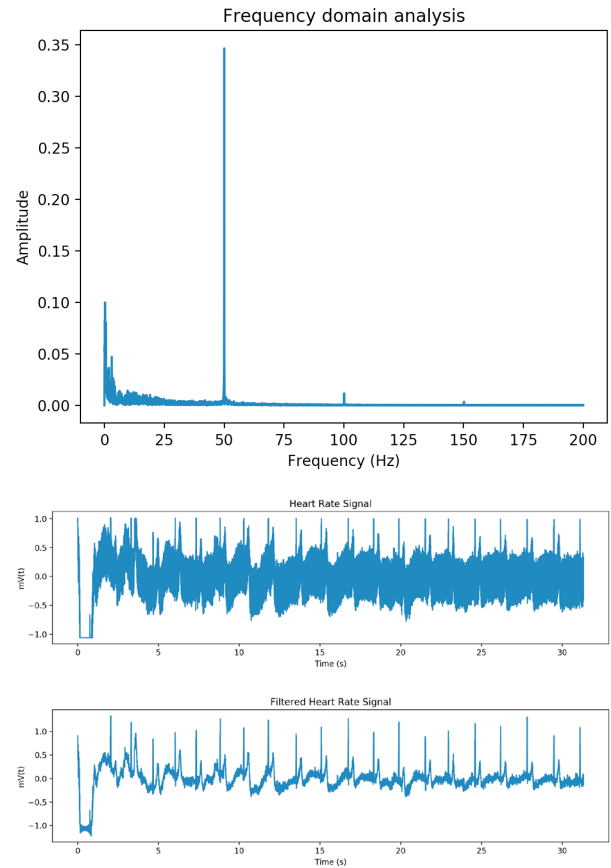 Frequency domain analysis
Amplitude
0.35
0.30
0.25
0.20
0.15
0.10
0.05
0.00
0 25 50 75 100 125 150 175 200
Frequency (Hz)
Heart Rate Signal
mV(t)
1.0
0.5
0.0
−0.5
−1.0
0 5 10 15 20 25 30
Time (s)
Filtered Heart Rate Signal
mV(t)
1.0
0.5
0.0
−0.5
−1.0
0 5 10 15 20 25 30
Time (s)